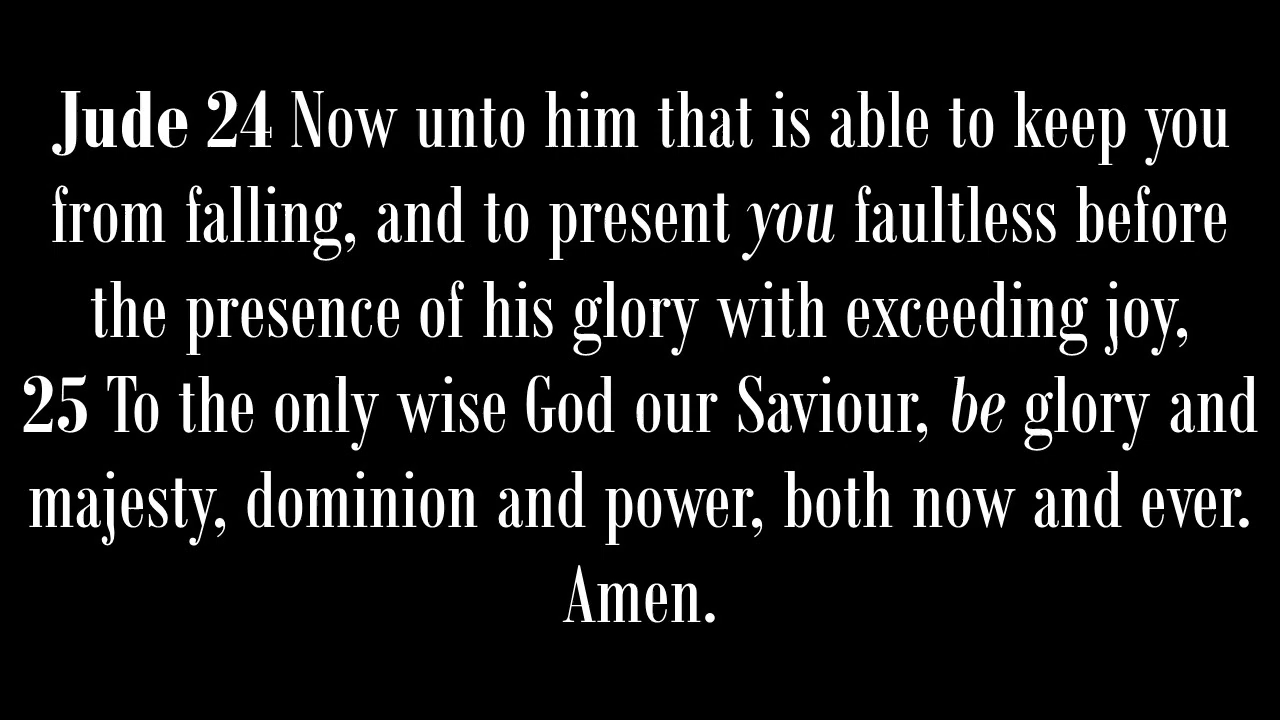 Jude 24 Now unto him that is able to keep you
from falling, and to present you faultless before
the presence of his glory with exceeding joy,
25 To the only wise God our Saviour, be glory and
majesty, dominion and power, both now and ever.
Amen.